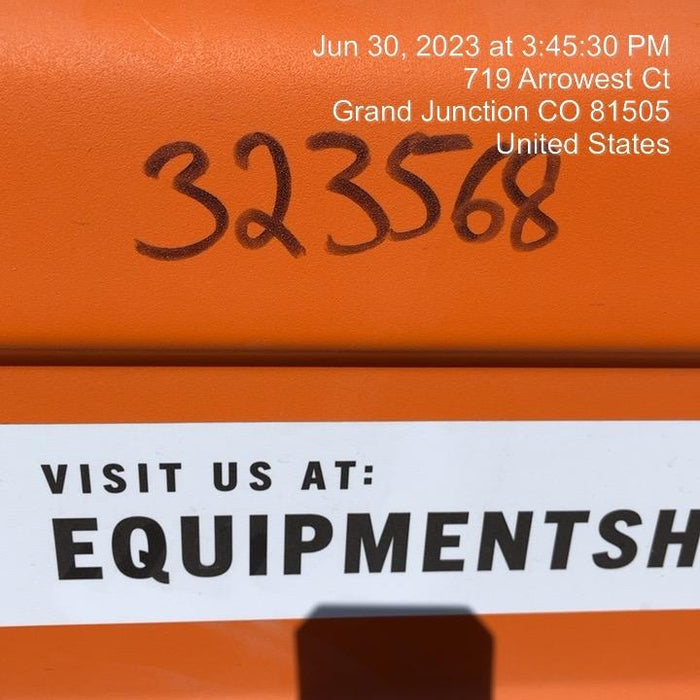 Jun 30, 2023 at 3:45:30 PM
719 Arrowest Ct
Grand Junction CO 81505
United States
323568
VISIT US AT:
EQUIPMENTSH